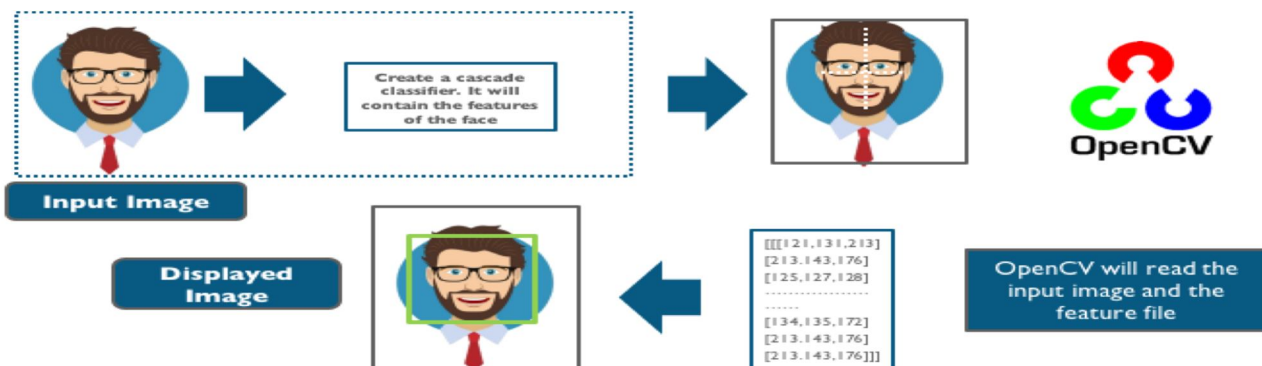 Create a cascade
classifier. It will
contain the features
of the face
OpenCV
Input Image
Displayed
Image
[[[121,131,213]
[213.143,176]
[125,127,128]
------------------
------
[134,135,172]
[213.143,176]
[213.143,176]]]
OpenCV will read the
input image and the
feature file